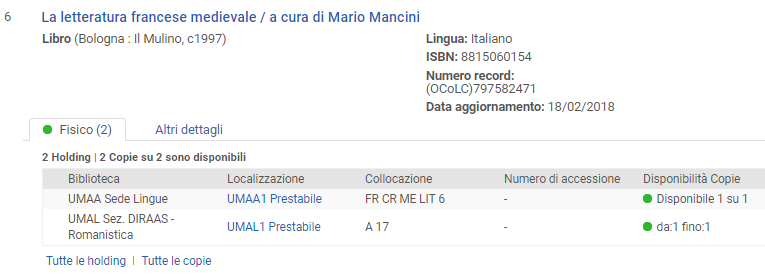 6 La letteratura francese medievale / a cura di Mario Mancini
Libro (Bologna : Il Mulino, c1997)
Lingua: Italiano
ISBN: 8815060154
Numero record:
(OCoLC)797582471
Data aggiornamento: 18/02/2018
Fisico (2) Altri dettagli
2 Holding | 2 Copie su 2 sono disponibili
Biblioteca Localizzazione Collocazione Numero di accessione Disponibilità Copie
UMAA Sede Lingue UMAA1 Prestabile FR CR ME LIT 6 - Disponibile 1 su 1
UMAL Sez. DIRAAS -
Romanistica UMAL1 Prestabile A 17 - da:1 fino:1
Tutte le holding | Tutte le copie